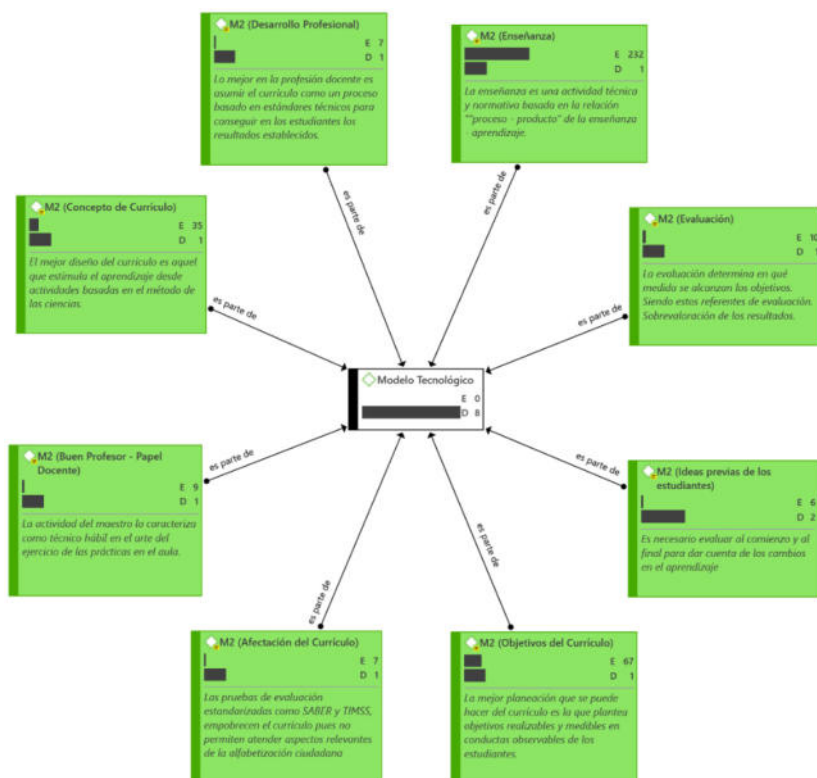 M2 (Desarrollo Profesional)
E 7
D 1
Lo mejor en la profesión docente es
asumir el currículo como un proceso
basado en estándares técnicos para
conseguir en los estudiantes los
resultados establecidos.
M2 (Enseñanza)
E 232
D 1
La enseñanza es una actividad técnica
y normativa basada en la relación
""proceso - producto" de la enseñanza
- aprendizaje.
es parte de
es parte de
M2 (Concepto de Currículo)
E 35
D 1
El mejor diseño del currículo es aquel
que estimula el aprendizaje desde
actividades basadas en el método de
las ciencias.
M2 (Evaluación)
E 10
D 1
La evaluación determina en qué
medida se alcanzan los objetivos.
Siendo estos referentes de evaluación.
Sobrevaloración de los resultados.
es parte de
es parte de
Modelo Tecnológico
E 0
D 8
M2 (Buen Profesor - Papel
Docente)
E 9
D 1
La actividad del maestro lo caracteriza
como técnico hábil en el arte del
ejercicio de las prácticas en el aula.
es parte de
es parte de
M2 (Ideas previas de los
estudiantes)
E 6
D 2
Es necesario evaluar al comienzo y al
final para dar cuenta de los cambios
en el aprendizaje
es parte de
es parte de
M2 (Afectación del Currículo)
E 7
D 1
Las pruebas de evaluación
estandarizadas como SABER y TIMSS,
empobrecen el currículo pues no
permiten atender aspectos relevantes
de la alfabetización ciudadana
M2 (Objetivos del Currículo)
E 67
D 1
La mejor planeación que se puede
hacer del currículo es la que plantea
objetivos realizables y medibles en
conductas observables de los
estudiantes.